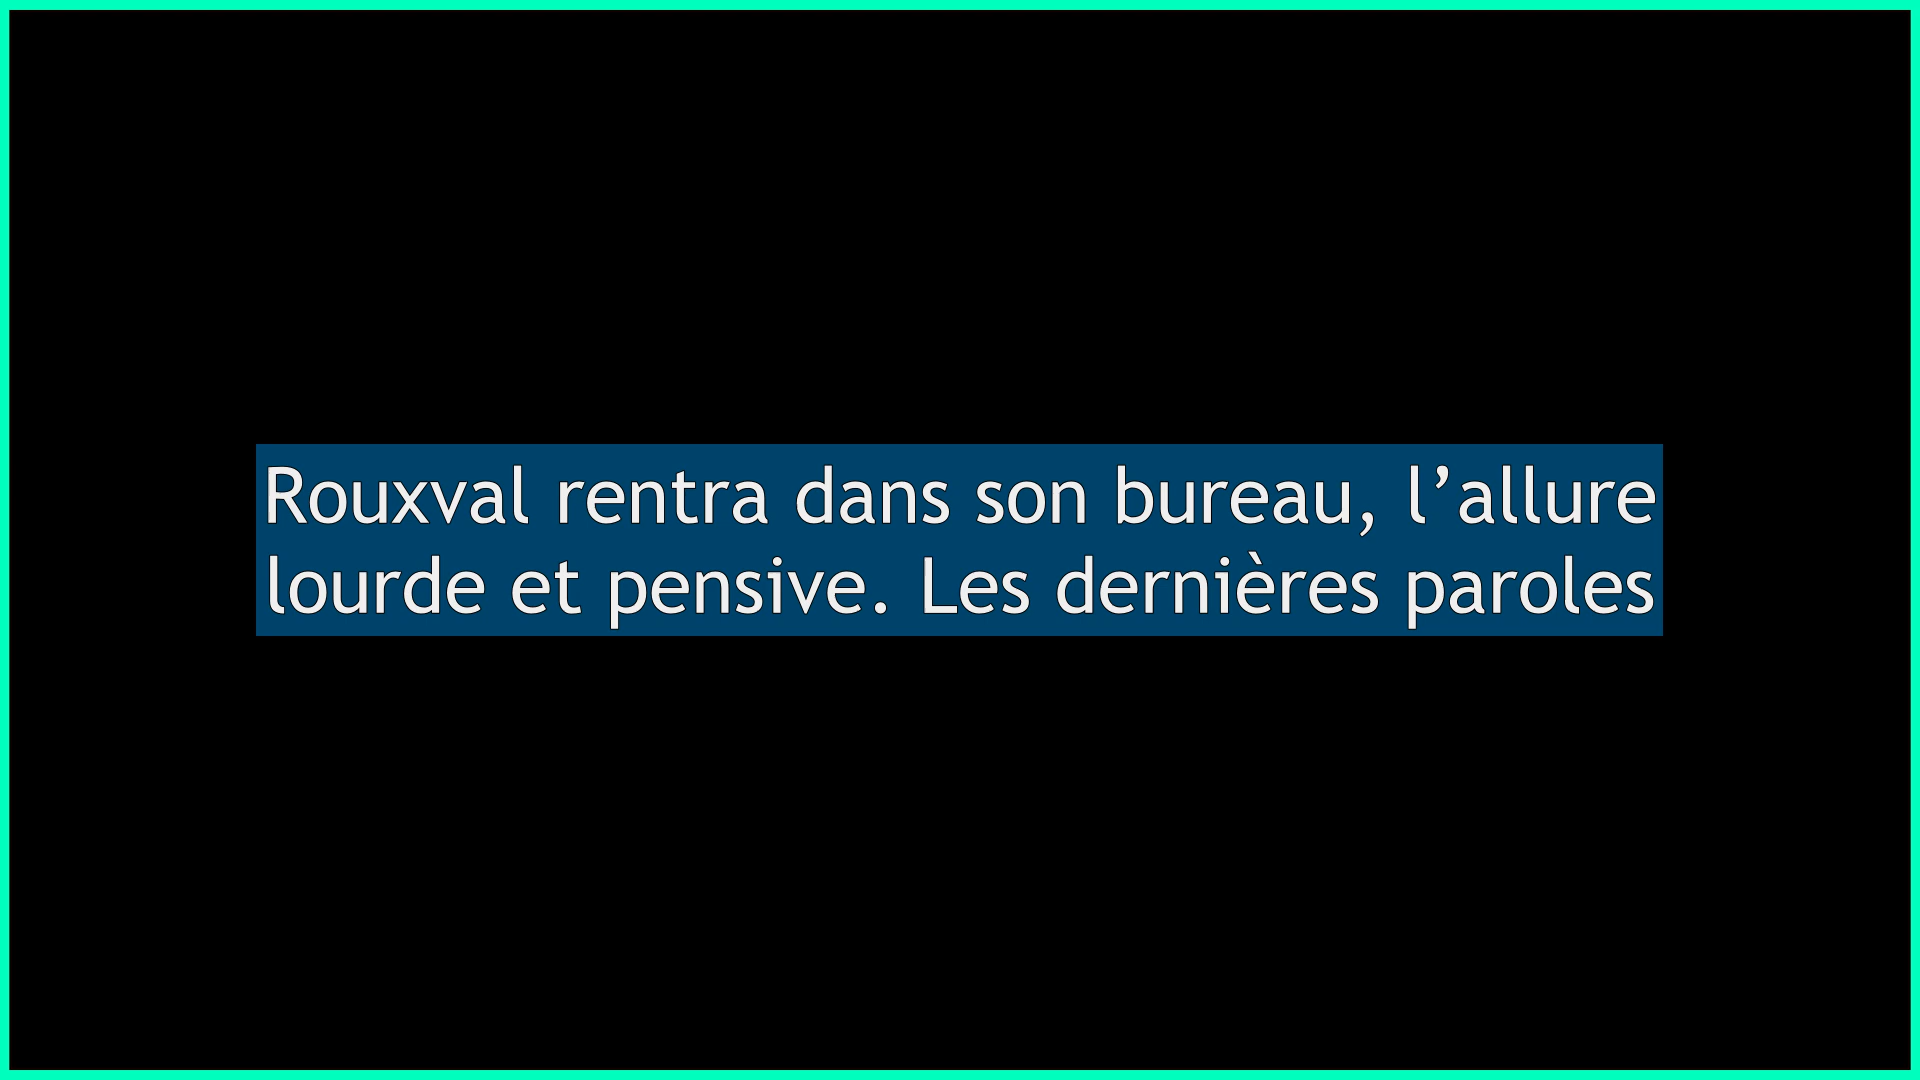 Rouxval rentra dans son bureau, l’allure
lourde et pensive. Les dernières paroles